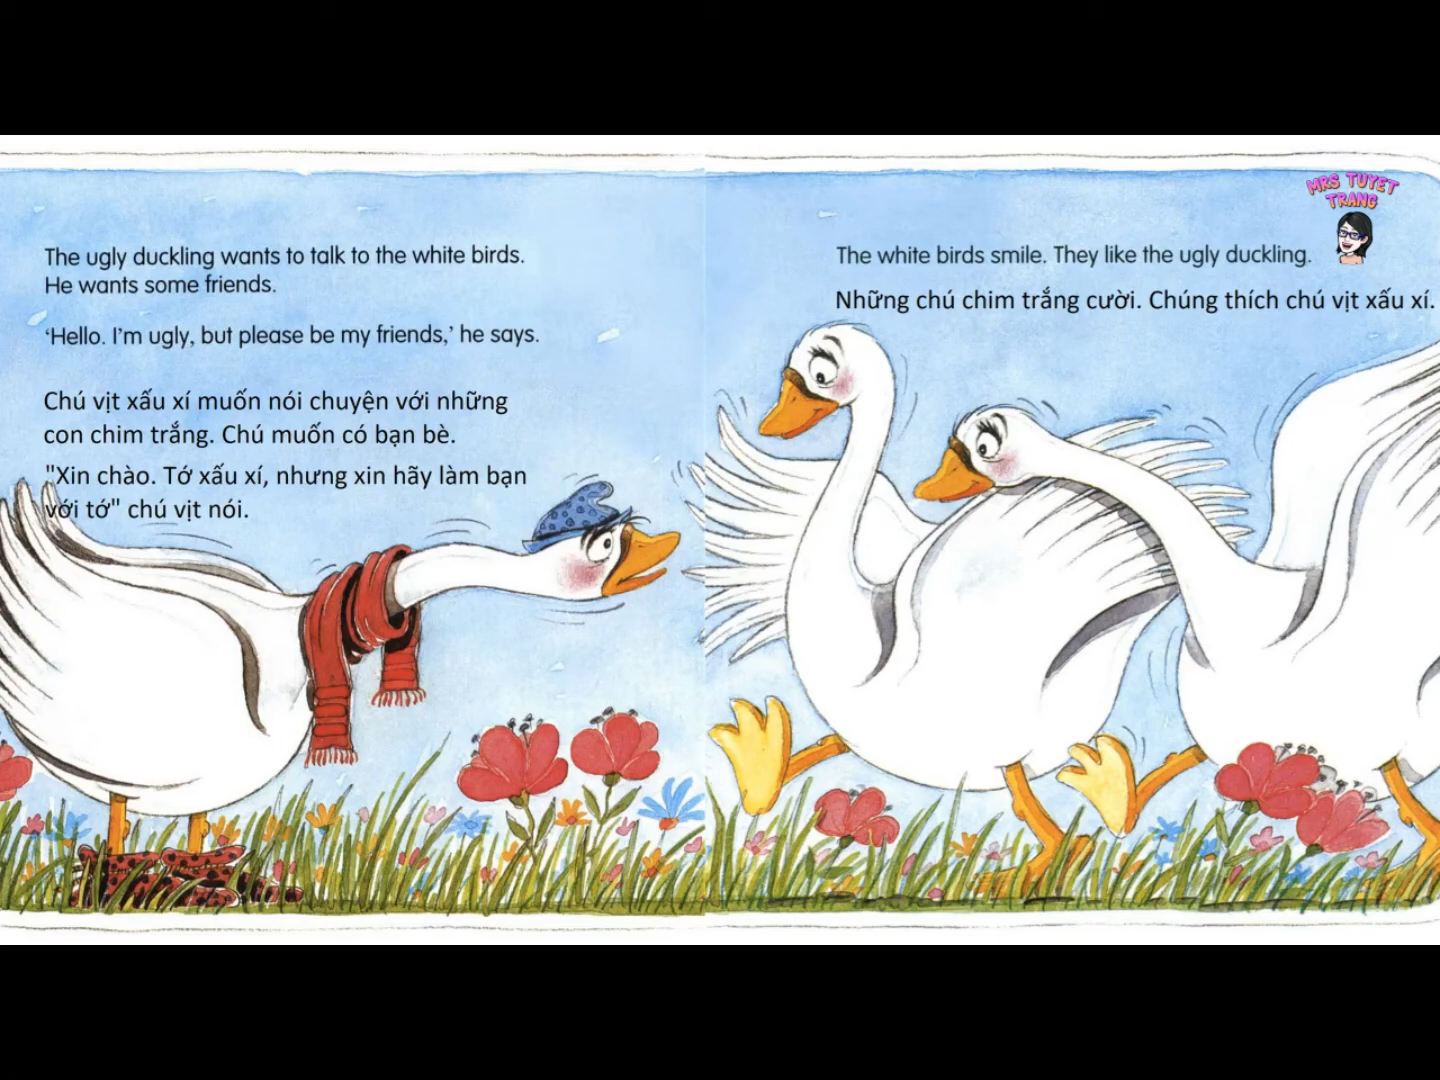 The ugly duckling wants to talk to the white birds.
He wants some friends.
‘Hello. I’m ugly, but please be my friends,’ he says.
Chú vịt xấu xí muốn nói chuyện với những
con chim trắng. Chú muốn có bạn bè.
"Xin chào. Tớ xấu xí, nhưng xin hãy làm bạn
với tớ" chú vịt nói.
The white birds smile. They like the ugly duckling.
Những chú chim trắng cười. Chúng thích chú vịt xấu xí.
MRS TUYET
TRANG